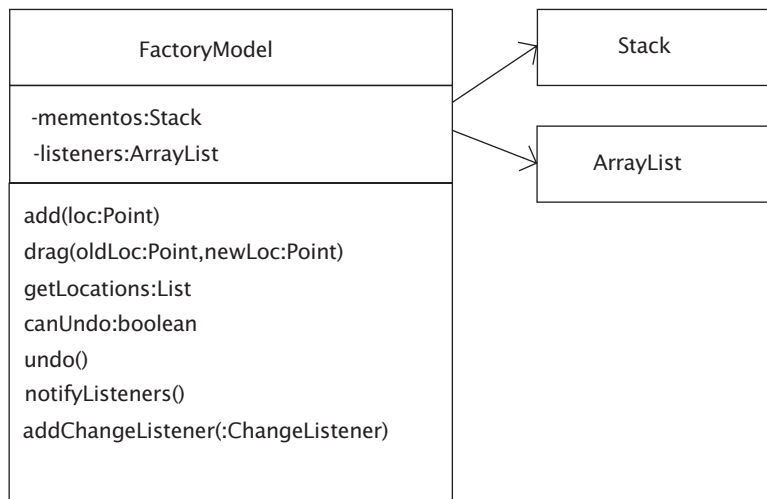 FactoryModel
-mementos:Stack
-listeners:ArrayList
add(loc:Point)
drag(oldLoc:Point,newLoc:Point)
getLocations:List
canUndo:boolean
undo()
notifyListeners()
addChangeListener(:ChangeListener)
Stack
ArrayList